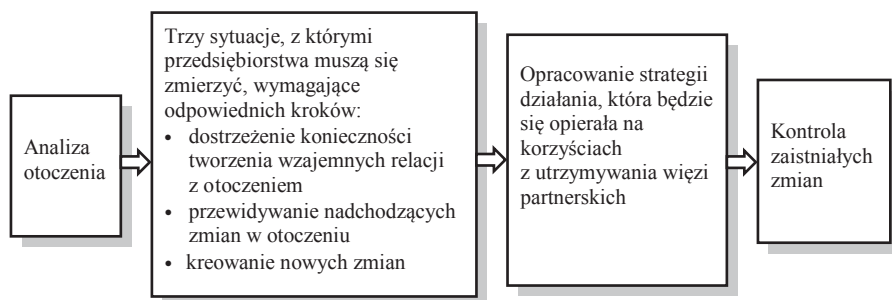 Analiza
otoczenia
Trzy sytuacje, z którymi
przedsiębiorstwa muszą się
zmierzyć, wymagające
odpowiednich kroków:
• dostrzeżenie konieczności
tworzenia wzajemnych relacji
z otoczeniem
• przewidywanie nadchodzących
zmian w otoczeniu
• kreowanie nowych zmian
Opracowanie strategii
działania, która będzie
się opierała na
korzyściach
z utrzymywania więzi
partnerskich
Kontrola
zaistniałych
zmian